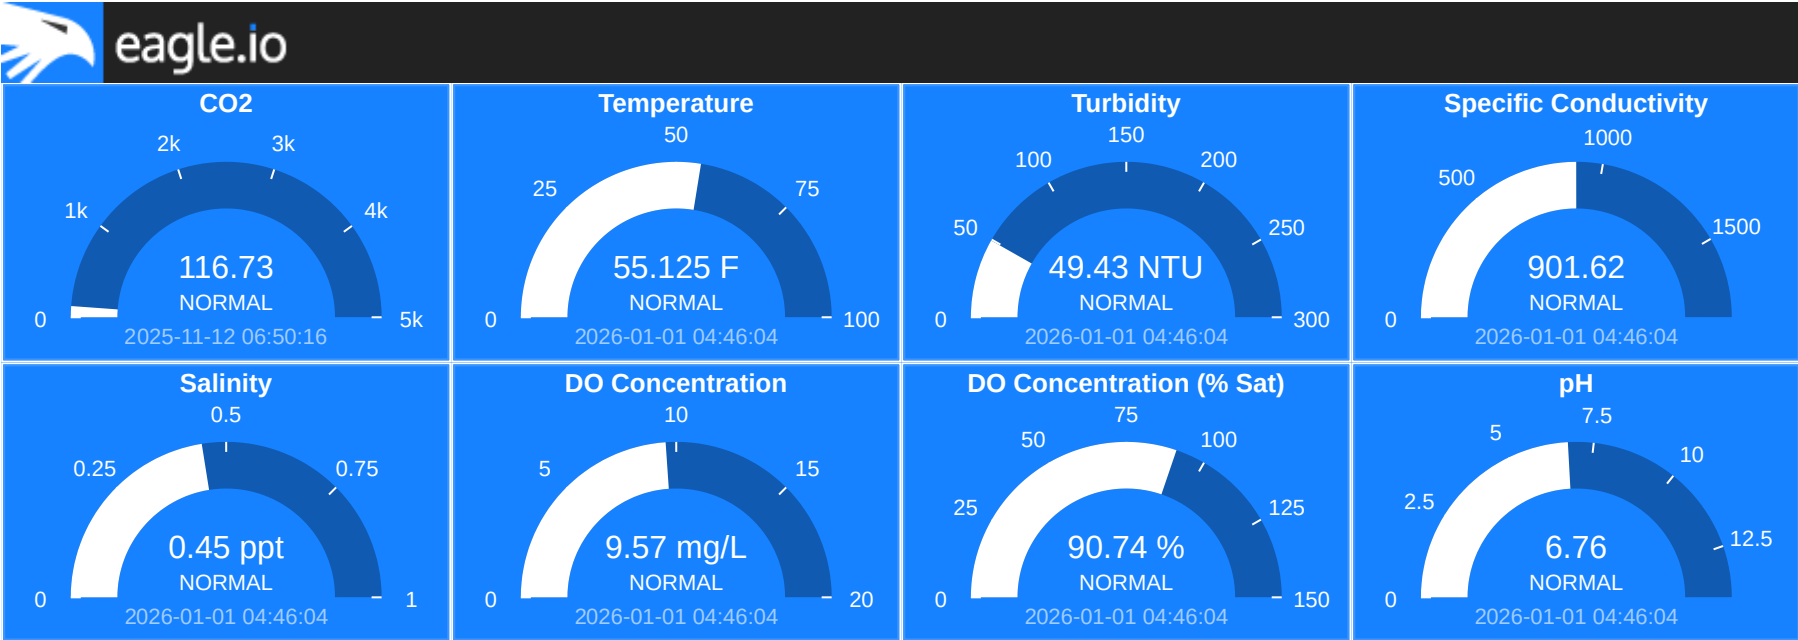 eagle.io
CO2
2k
3k
1k
4k
116.73
NORMAL
0
5k
2025-11-12 06:50:16
Temperature
50
25
75
55.125 F
NORMAL
0
100
2026-01-01 04:46:04
Turbidity
150
100
200
50
250
49.43 NTU
NORMAL
0
300
2026-01-01 04:46:04
Specific Conductivity
1000
500
1500
901.62
NORMAL
0
2026-01-01 04:46:04
Salinity
0.5
0.25
0.75
0.45 ppt
NORMAL
0
1
2026-01-01 04:46:04
DO Concentration
10
5
15
9.57 mg/L
NORMAL
0
20
2026-01-01 04:46:04
DO Concentration (% Sat)
75
50
100
25
125
90.74 %
NORMAL
0
150
2026-01-01 04:46:04
pH
7.5
5
10
2.5
12.5
6.76
NORMAL
0
2026-01-01 04:46:04